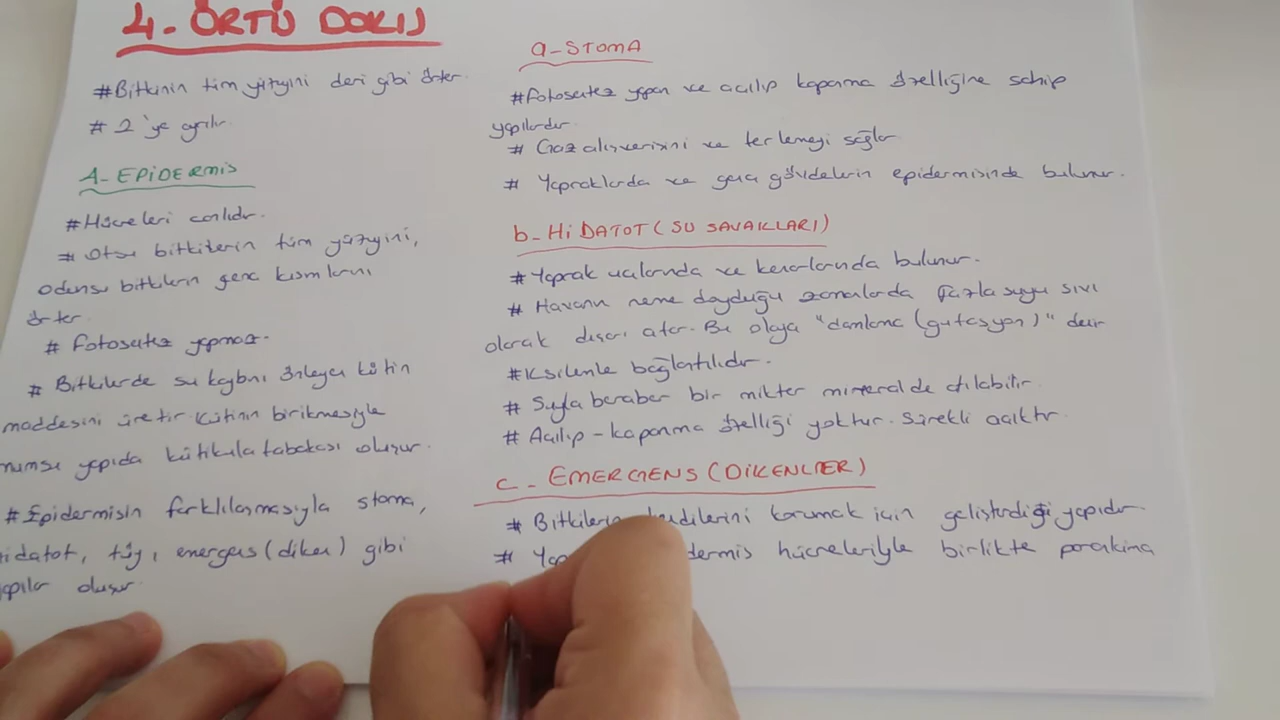 4- ÖRTÜ DOKU
#Bitkinin tüm yüzeyini deri gibi örter.
# 2'ye ayrılır.
A- EPİDERMİS
#Hücreleri canlıdır.
# Otsu bitkilerin tüm yüzeyini,
odunsu bitkilerin genç kısımlarını
örter.
# Fotosentez yapmaz.
# Bitkilerde su kaybını önleyen kütin
maddesini üretir. Kütinin birikmesiyle
mumsu yapıda kütikula tabakası oluşur.
#Epidermisin farklılaşmasıyla stoma,
hidatot, tüy, emergens (diken) gibi
yapılar oluşur.
a-STOMA
#Fotosentez yapan ve açılıp kapanma özelliğine sahip
yapılardır.
# Gaz alışverişini ve terlemeyi sağlar.
# Yapraklarda ve genç gövdelerin epidermisinde bulunur.
b-HİDATOT (SU SAVAKLARI)
# Yaprak uçlarında ve kenarlarında bulunur.
# Havanın neme doyduğu zamanlarda fazla suyu sıvı
olarak dışarı atar. Bu olaya "damlama (gutasyon)" denir
#Ksilemle bağlantılıdır.
# Suyla beraber bir miktar mineral de atılabilir.
# Açılıp-kapanma özelliği yoktur. Sürekli açıktır.
c- EMERGENS (DİKENLER)
# Bitkilerin kendilerini korumak için geliştirdiği yapıdır.
# hücreleriyle birlikte parankima